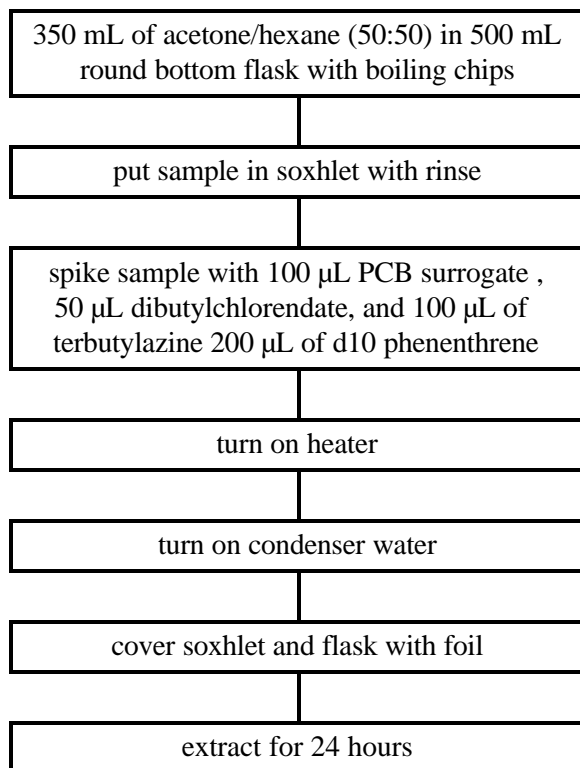 350 mL of acetone/hexane (50:50) in 500 mL
round bottom flask with boiling chips
put sample in soxhlet with rinse
spike sample with 100 μL PCB surrogate ,
50 μL dibutylchlorendate, and 100 μL of
terbutylazine 200 μL of d10 phenenthrene
turn on heater
turn on condenser water
cover soxhlet and flask with foil
extract for 24 hours